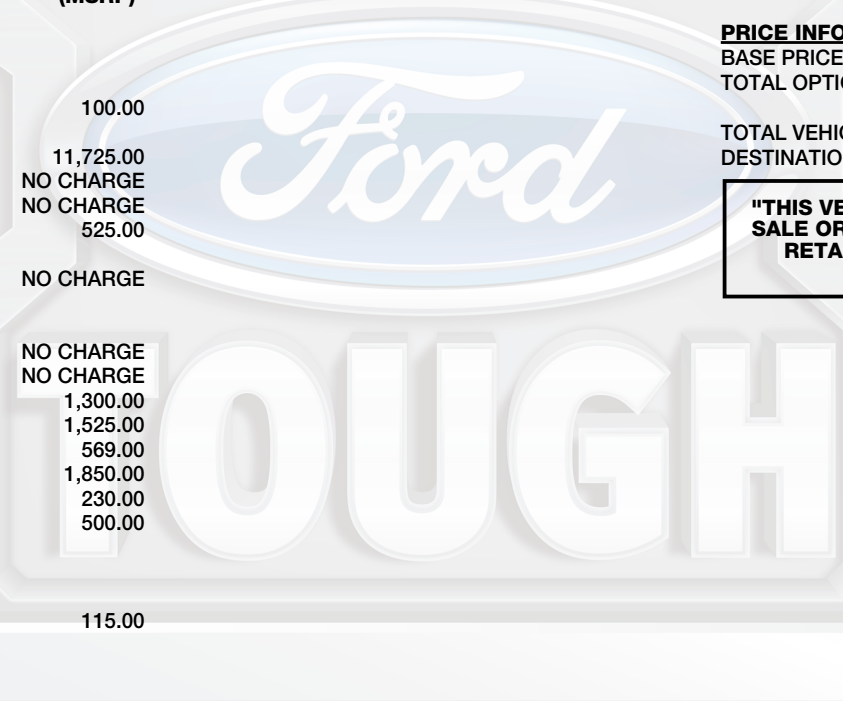 (MSRP)
100.00
11,725.00
NO CHARGE
NO CHARGE
525.00
NO CHARGE
NO CHARGE
NO CHARGE
1,300.00
1,525.00
569.00
1,850.00
230.00
500.00
115.00
PRICE INFO
BASE PRICE
TOTAL OPTIO
TOTAL VEHIC
DESTINATIO
"THIS VE
SALE OR
RETA
Ford
TOUGH